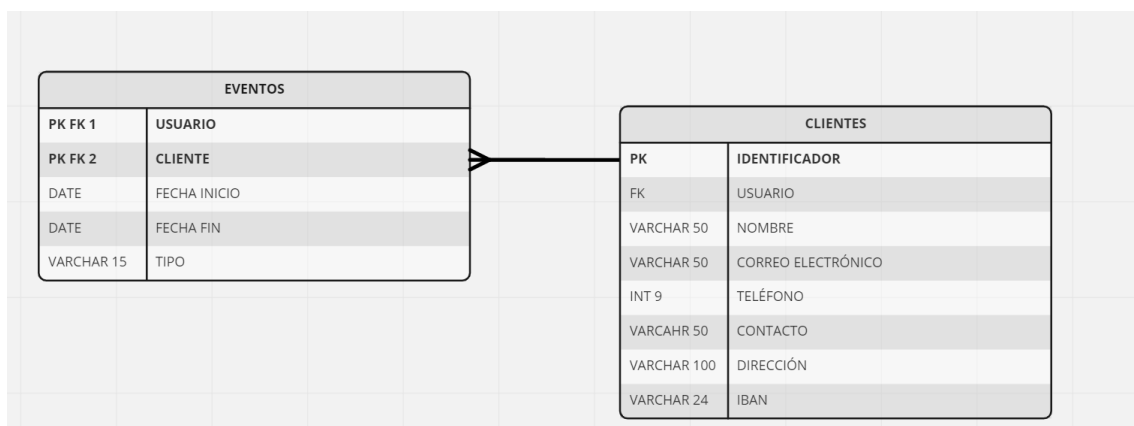 EVENTOS
PK FK 1 USUARIO
PK FK 2 CLIENTE
DATE FECHA INICIO
DATE FECHA FIN
VARCHAR 15 TIPO
CLIENTES
PK IDENTIFICADOR
FK USUARIO
VARCHAR 50 NOMBRE
VARCHAR 50 CORREO ELECTRÓNICO
INT 9 TELÉFONO
VARCAHR 50 CONTACTO
VARCHAR 100 DIRECCIÓN
VARCHAR 24 IBAN